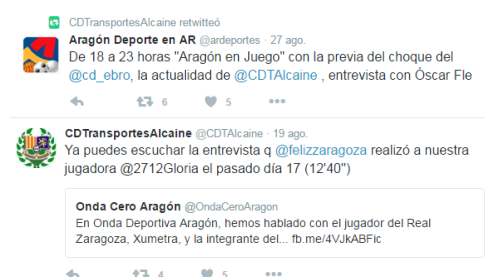 CDTransportesAlcaine retwitteó
Aragón Deporte en AR @ardeportes · 27 ago.
De 18 a 23 horas "Aragón en Juego" con la previa del choque del
@cd_ebro, la actualidad de @CDTAlcaine , entrevista con Óscar Fle
6 5
CDTransportesAlcaine @CDTAlcaine · 19 ago.
Ya puedes escuchar la entrevista q @felizzaragoza realizó a nuestra
jugadora @2712Gloria el pasado día 17 (12'40")
Onda Cero Aragón @OndaCeroAragon
En Onda Deportiva Aragón, hemos hablado con el jugador del Real
Zaragoza, Xumetra, y la integrante del... fb.me/4VJkABFic
4 5